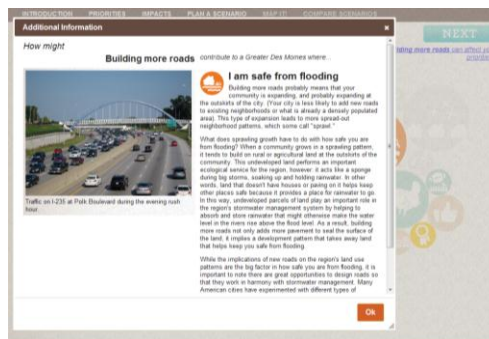 INTRODUCTION PRIORITIES IMPACTS PLAN A SCENARIO MAP IT! COMPARE SCENARIOS
Additional Information
NEXT
How might
Building more roads contribute to a Greater Des Moines where...
I am safe from flooding
Building more roads probably means that your
community is expanding, and probably expanding at
the outskirts of the city. (Your city is less likely to add new roads
to existing neighborhoods or what is already a densely populated
area). This type of expansion leads to more spread-out
neighborhood patterns, which some call "sprawl."
What does sprawling growth have to do with how safe you are
from flooding? When a community grows in a sprawling pattern,
it tends to build on rural or agricultural land at the outskirts of the
community. This undeveloped land performs an important
ecological service for the region, however: it acts like a sponge
during big storms, soaking up and holding rainwater. In other
words, land that doesn't have houses or paving on it helps keep
other places safe because it provides a place for rainwater to go.
In this way, undeveloped parcels of land play an important role in
the region's stormwater management system by helping to
absorb and store rainwater that might otherwise make the water
level in the rivers rise above the flood level. As a result, building
more roads not only adds more pavement to seal the surface of
the land, it implies a development pattern that takes away land
that helps keep you safe from flooding.
While the implications of new roads on the region's land use
patterns are the big factor in how safe you are from flooding, it is
important to note there are great opportunities to design roads so
that they work in harmony with stormwater management. Many
American cities have experimented with different types of
Traffic on I-235 at Polk Boulevard during the evening rush
hour.
Ok
more roads can affect